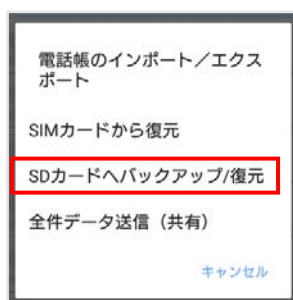 電話帳のインポート／エクス
ポート
SIMカードから復元
SDカードへバックアップ/復元
全件データ送信（共有）
キャンセル